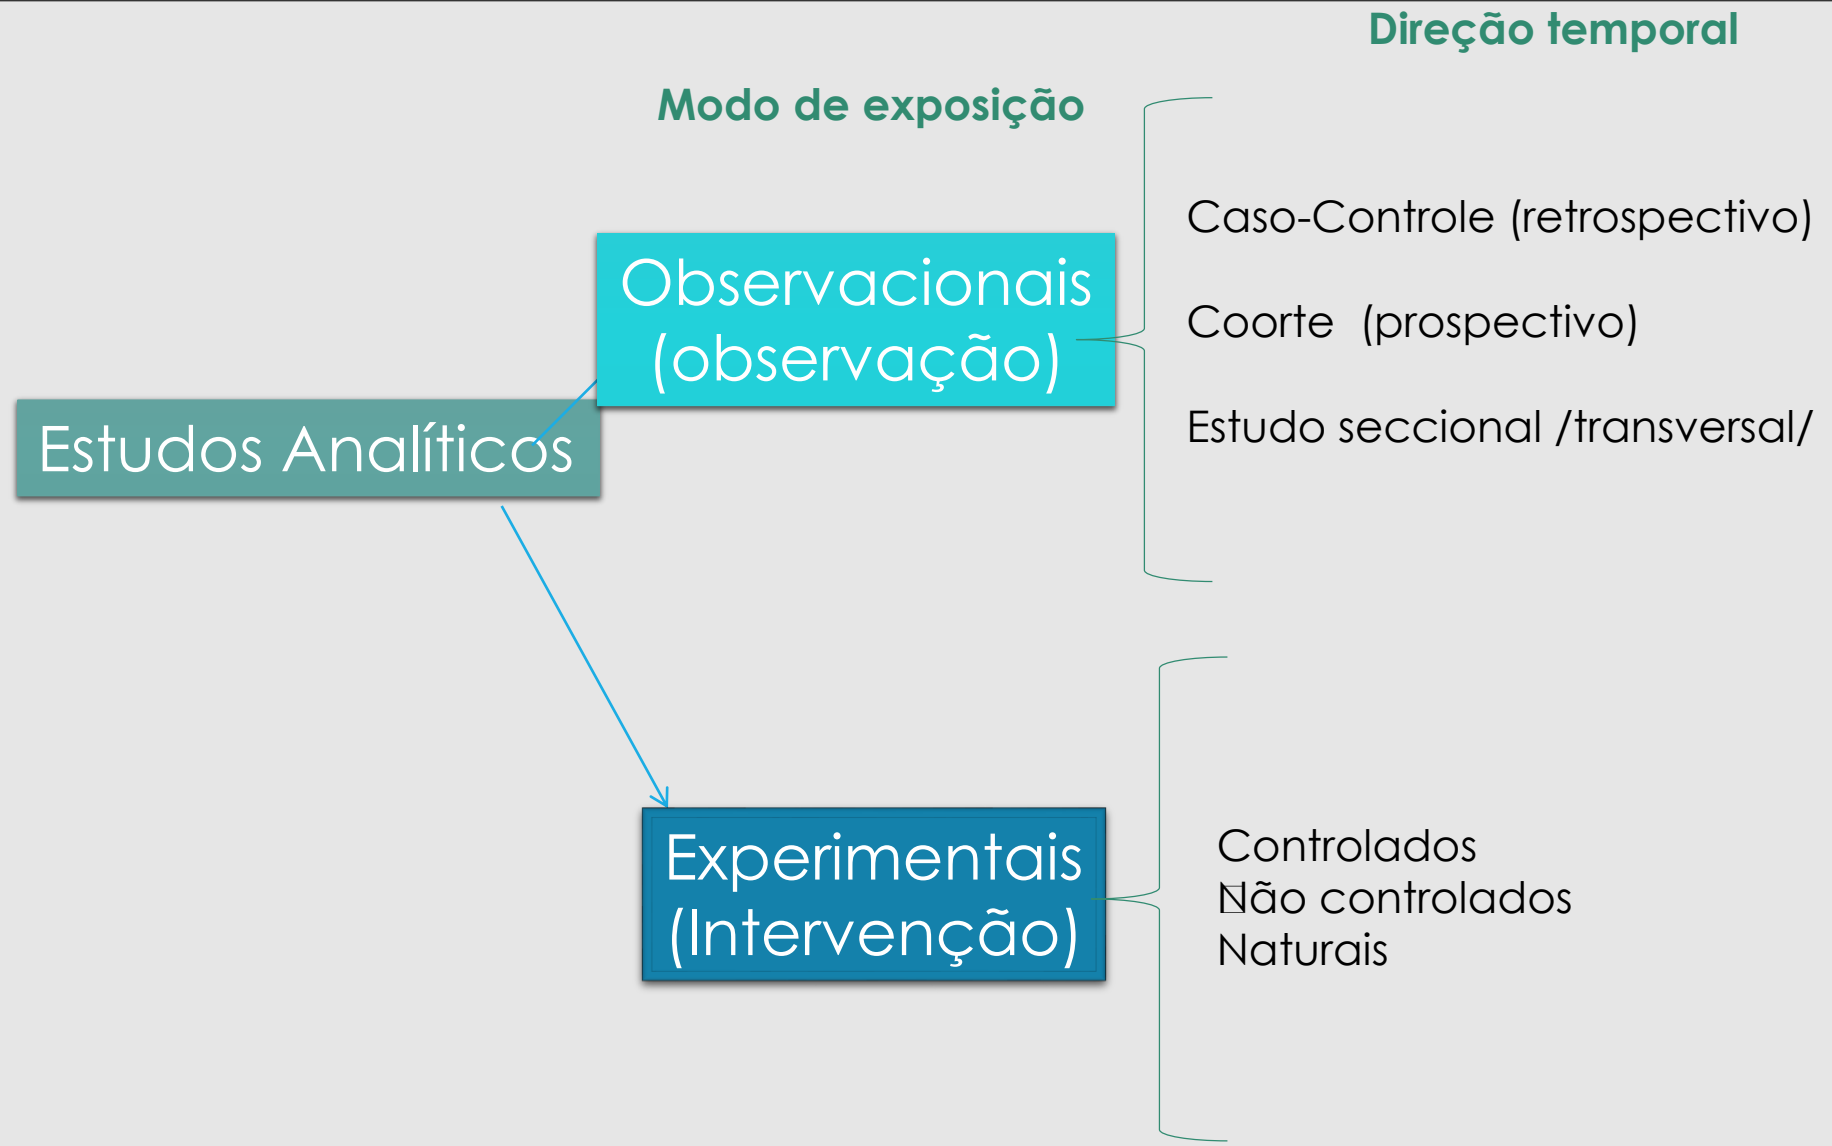 Direção temporal
Modo de exposição
Caso-Controle (retrospectivo)
Observacionais
(observação)
Coorte (prospectivo)
Estudo seccional /transversal/
Estudos Analíticos
Experimentais
(Intervenção)
Controlados
Não controlados
Naturais